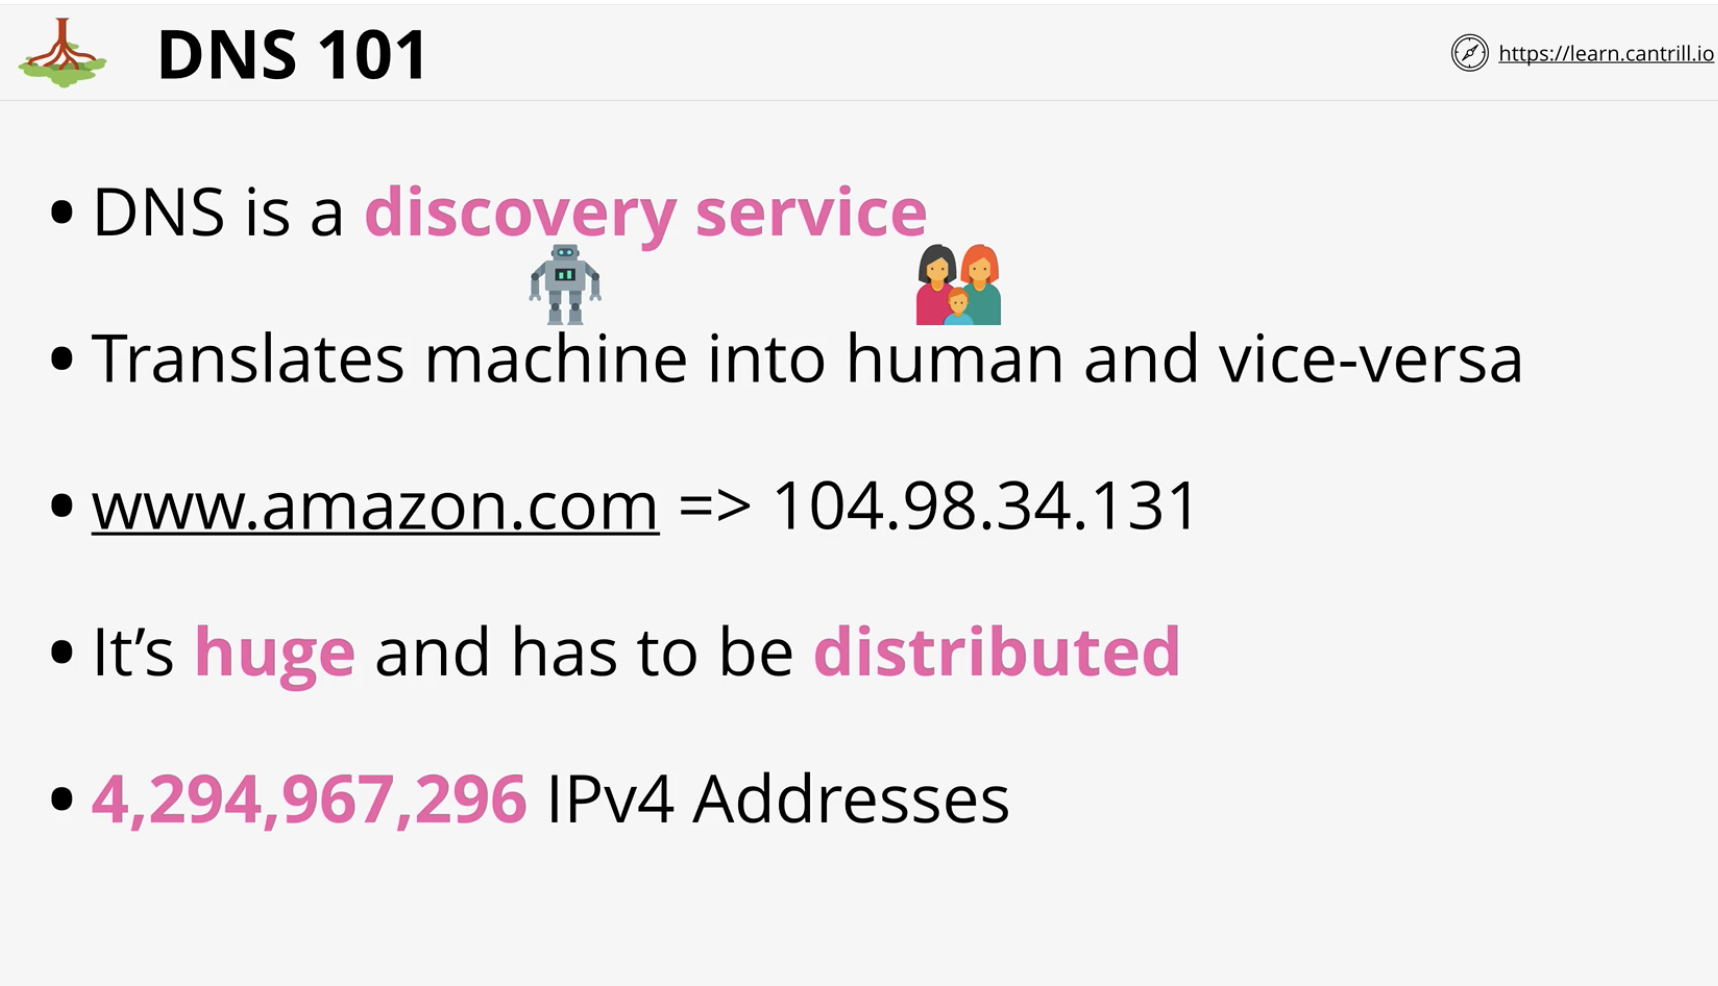 DNS 101
https://learn.cantrill.io
• DNS is a discovery service
• Translates machine into human and vice-versa
• www.amazon.com => 104.98.34.131
• It’s huge and has to be distributed
• 4,294,967,296 IPv4 Addresses